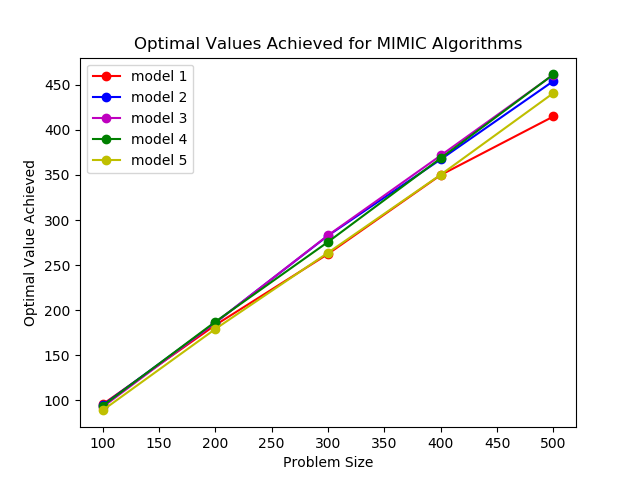 Optimal Values Achieved for MIMIC Algorithms
model 1
model 2
model 3
model 4
model 5
Optimal Value Achieved
450
400
350
300
250
200
150
100
100 150 200 250 300 350 400 450 500
Problem Size